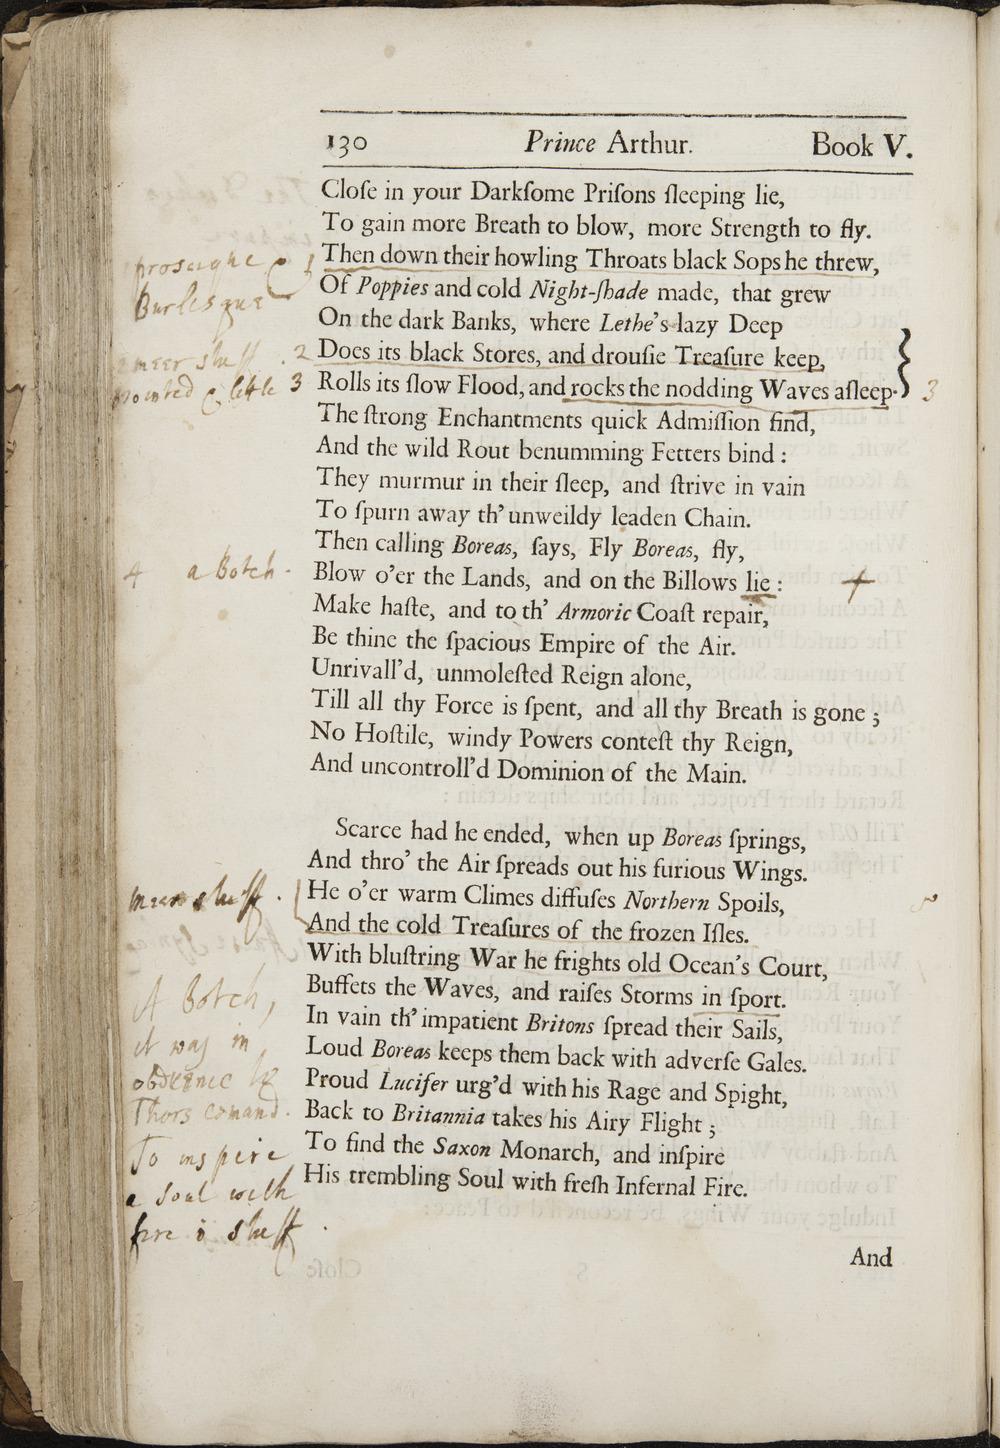 130 Prince Arthur. Book V.
Cloſe in your Darkſome Priſons ſleeping lie,
To gain more Breath to blow, more Strength to fly.
Then down their howling Throats black Sops he threw,
Of Poppies and cold Night-ſhade made, that grew
On the dark Banks, where Lethe's lazy Deep
Does its black Stores, and drouſie Treaſure keep,
Rolls its ſlow Flood, and rocks the nodding Waves aſleep.
The ſtrong Enchantments quick Admiſſion find,
And the wild Rout benumming Fetters bind :
They murmur in their ſleep, and ſtrive in vain
To ſpurn away th' unweildy leaden Chain.
Then calling Boreas, ſays, Fly Boreas, fly,
Blow o'er the Lands, and on the Billows lie :
Make haſte, and to th' Armoric Coaſt repair,
Be thine the ſpacious Empire of the Air.
Unrivall'd, unmoleſted Reign alone,
Till all thy Force is ſpent, and all thy Breath is gone ;
No Hoſtile, windy Powers conteſt thy Reign,
And uncontroll'd Dominion of the Main.
Scarce had he ended, when up Boreas ſprings,
And thro' the Air ſpreads out his furious Wings.
He o'er warm Climes diffuſes Northern Spoils,
And the cold Treaſures of the frozen Iſles.
With bluſtring War he frights old Ocean's Court,
Buffets the Waves, and raiſes Storms in ſport.
In vain th' impatient Britons ſpread their Sails,
Loud Boreas keeps them back with adverſe Gales.
Proud Lucifer urg'd with his Rage and Spight,
Back to Britannia takes his Airy Flight ;
To find the Saxon Monarch, and inſpire
His trembling Soul with freſh Infernal Fire.
And
Burlesque
meer stuff . 2
little 3
3
4 a Botch .
4
meer stuff .
5
A Botch,
it was in
Thors comand .
To inspire
a soul with
fire is stuff .